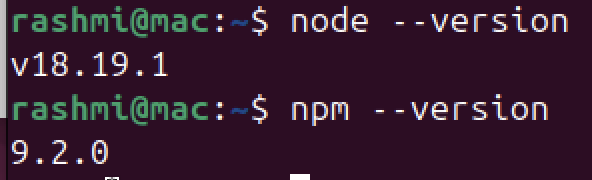 rashmi@mac:~$ node --version
v18.19.1
rashmi@mac:~$ npm --version
9.2.0